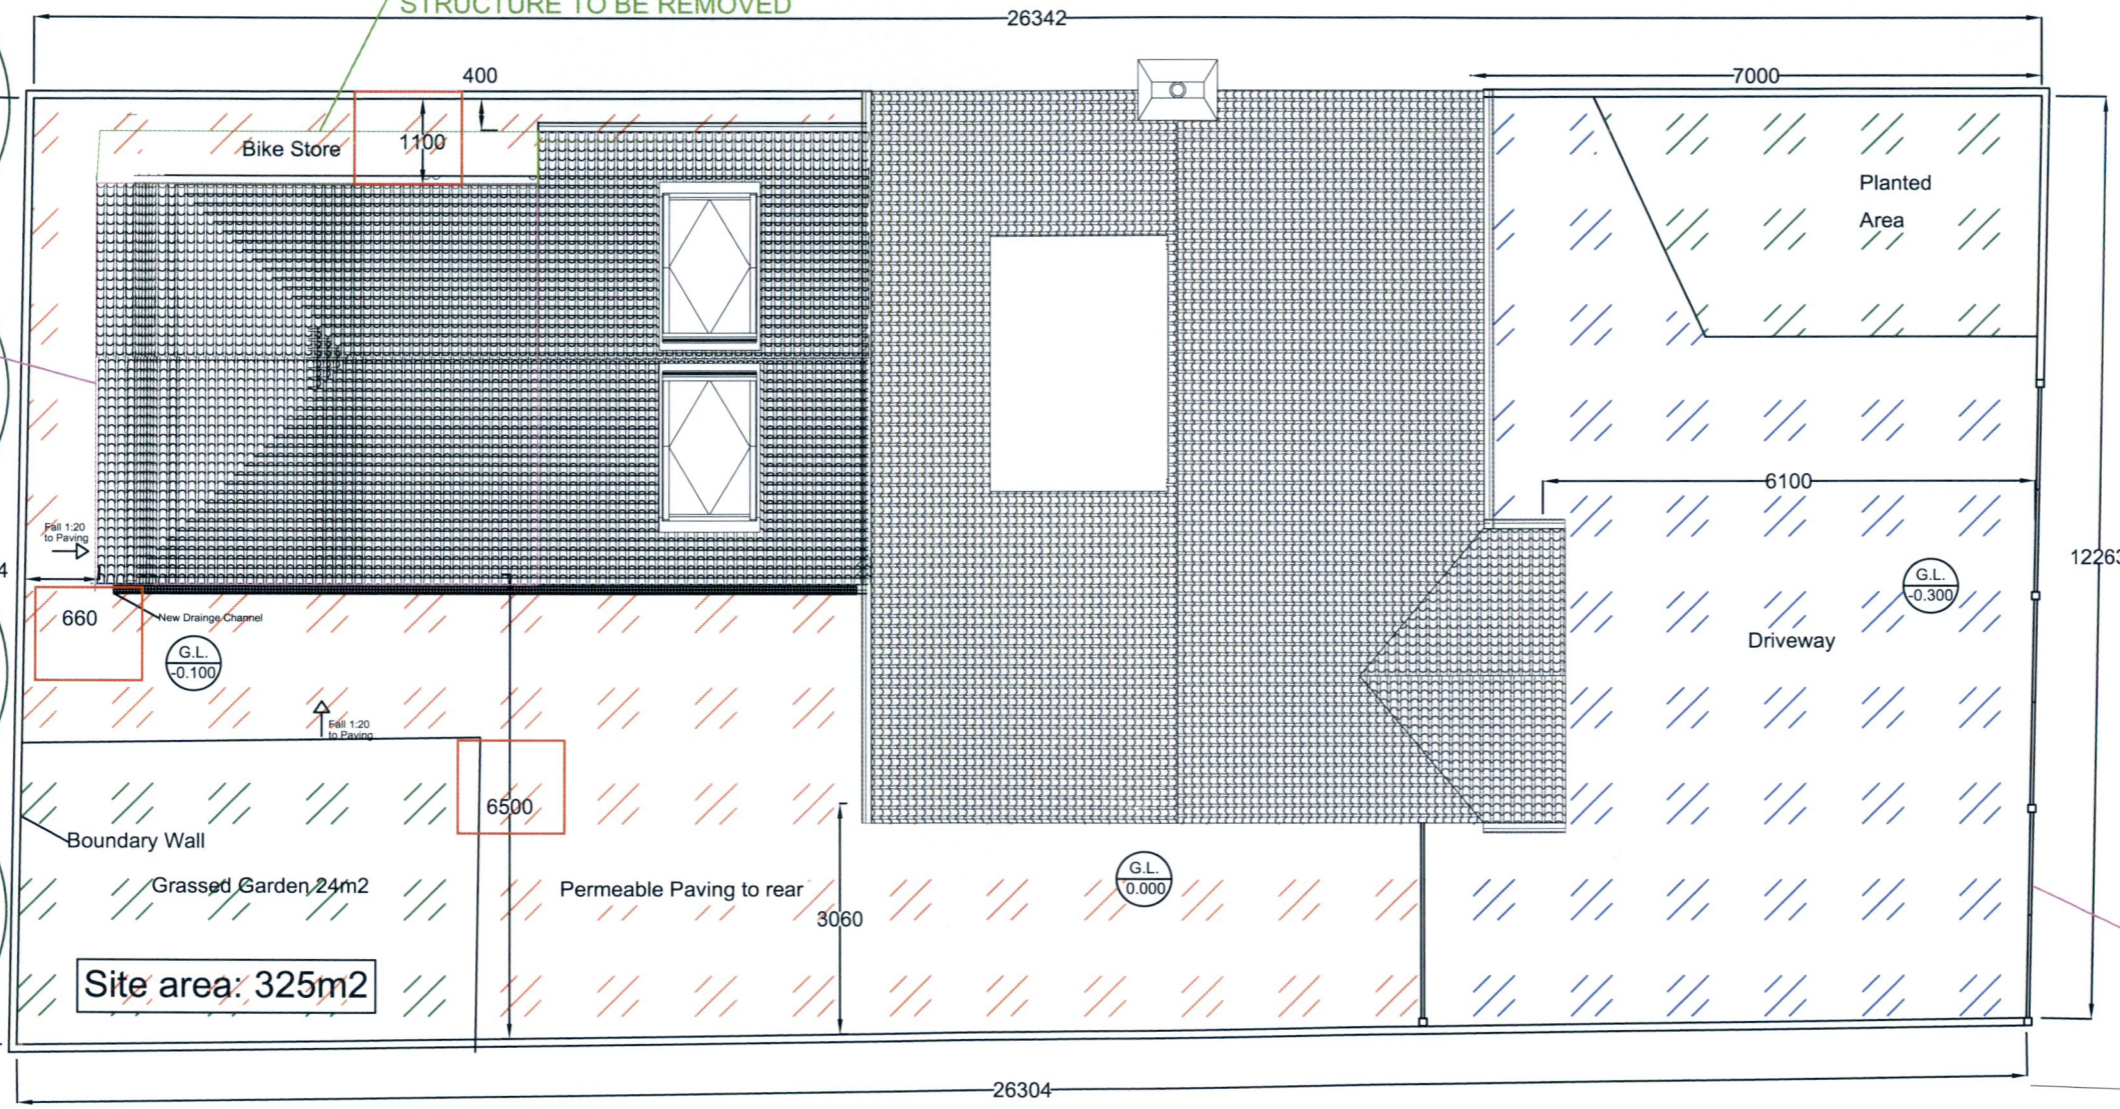 STRUCTURE TO BE REMOVED
26342
400
7000
Bike Store
1100
Planted
Area
6100
Fall 1:20
to Paving
4
12263
G.L.
-0.300
660
New Drainge Channel
G.L.
-0.100
Driveway
Fall 1:20
to Paving
6500
Boundary Wall
Grassed Garden 24m2
Permeable Paving to rear
G.L.
0.000
3060
Site area: 325m2
26304